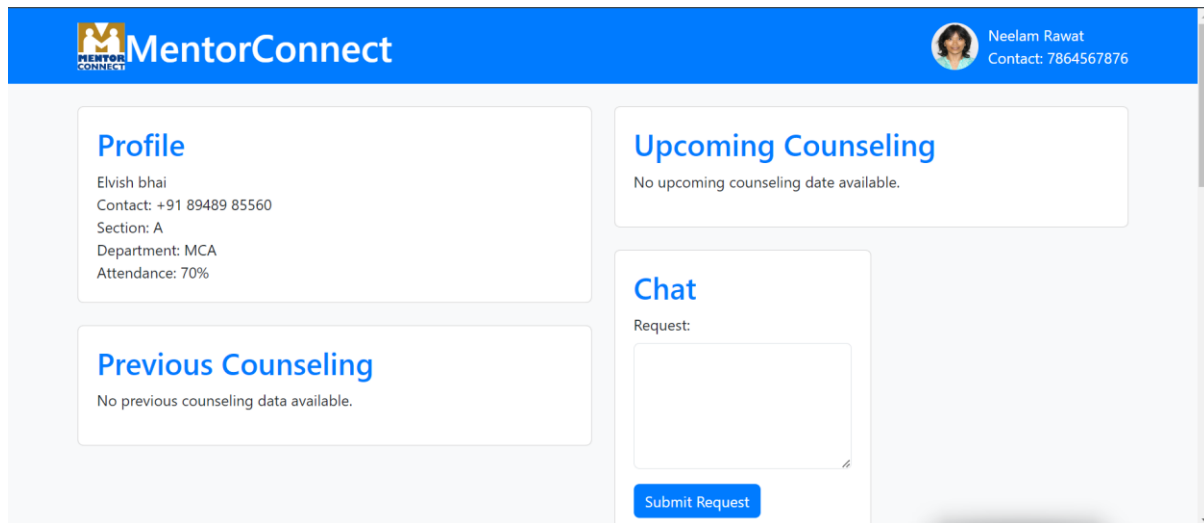 MENTOR
CONNECT
MentorConnect
Neelam Rawat
Contact: 7864567876
Profile
Elvish bhai
Contact: +91 89489 85560
Section: A
Department: MCA
Attendance: 70%
Previous Counseling
No previous counseling data available.
Upcoming Counseling
No upcoming counseling date available.
Chat
Request:
Submit Request